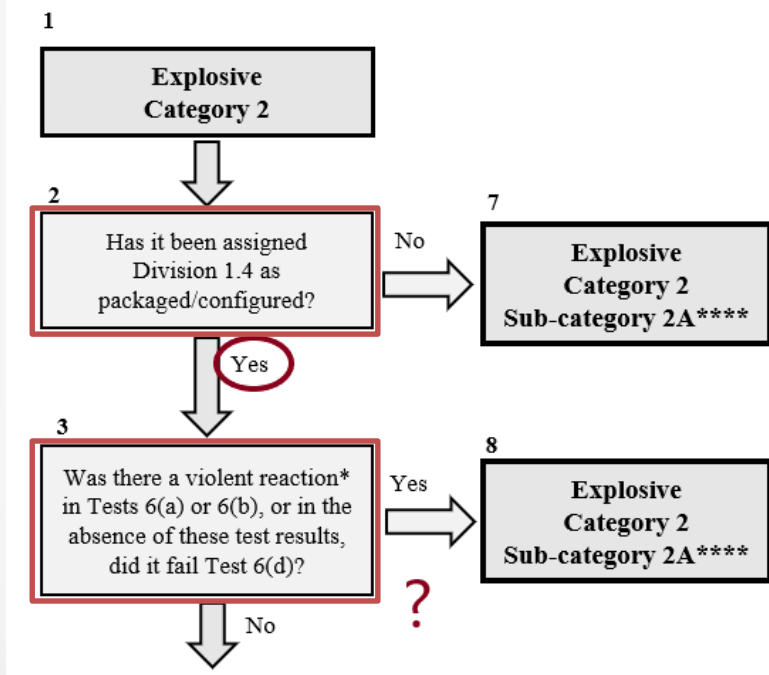 1
Explosive
Category 2
2
Has it been assigned
Division 1.4 as
packaged/configured?
No
7
Explosive
Category 2
Sub-category 2A****
Yes
3
Was there a violent reaction*
in Tests 6(a) or 6(b), or in the
absence of these test results,
did it fail Test 6(d)?
Yes
8
Explosive
Category 2
Sub-category 2A****
?
No